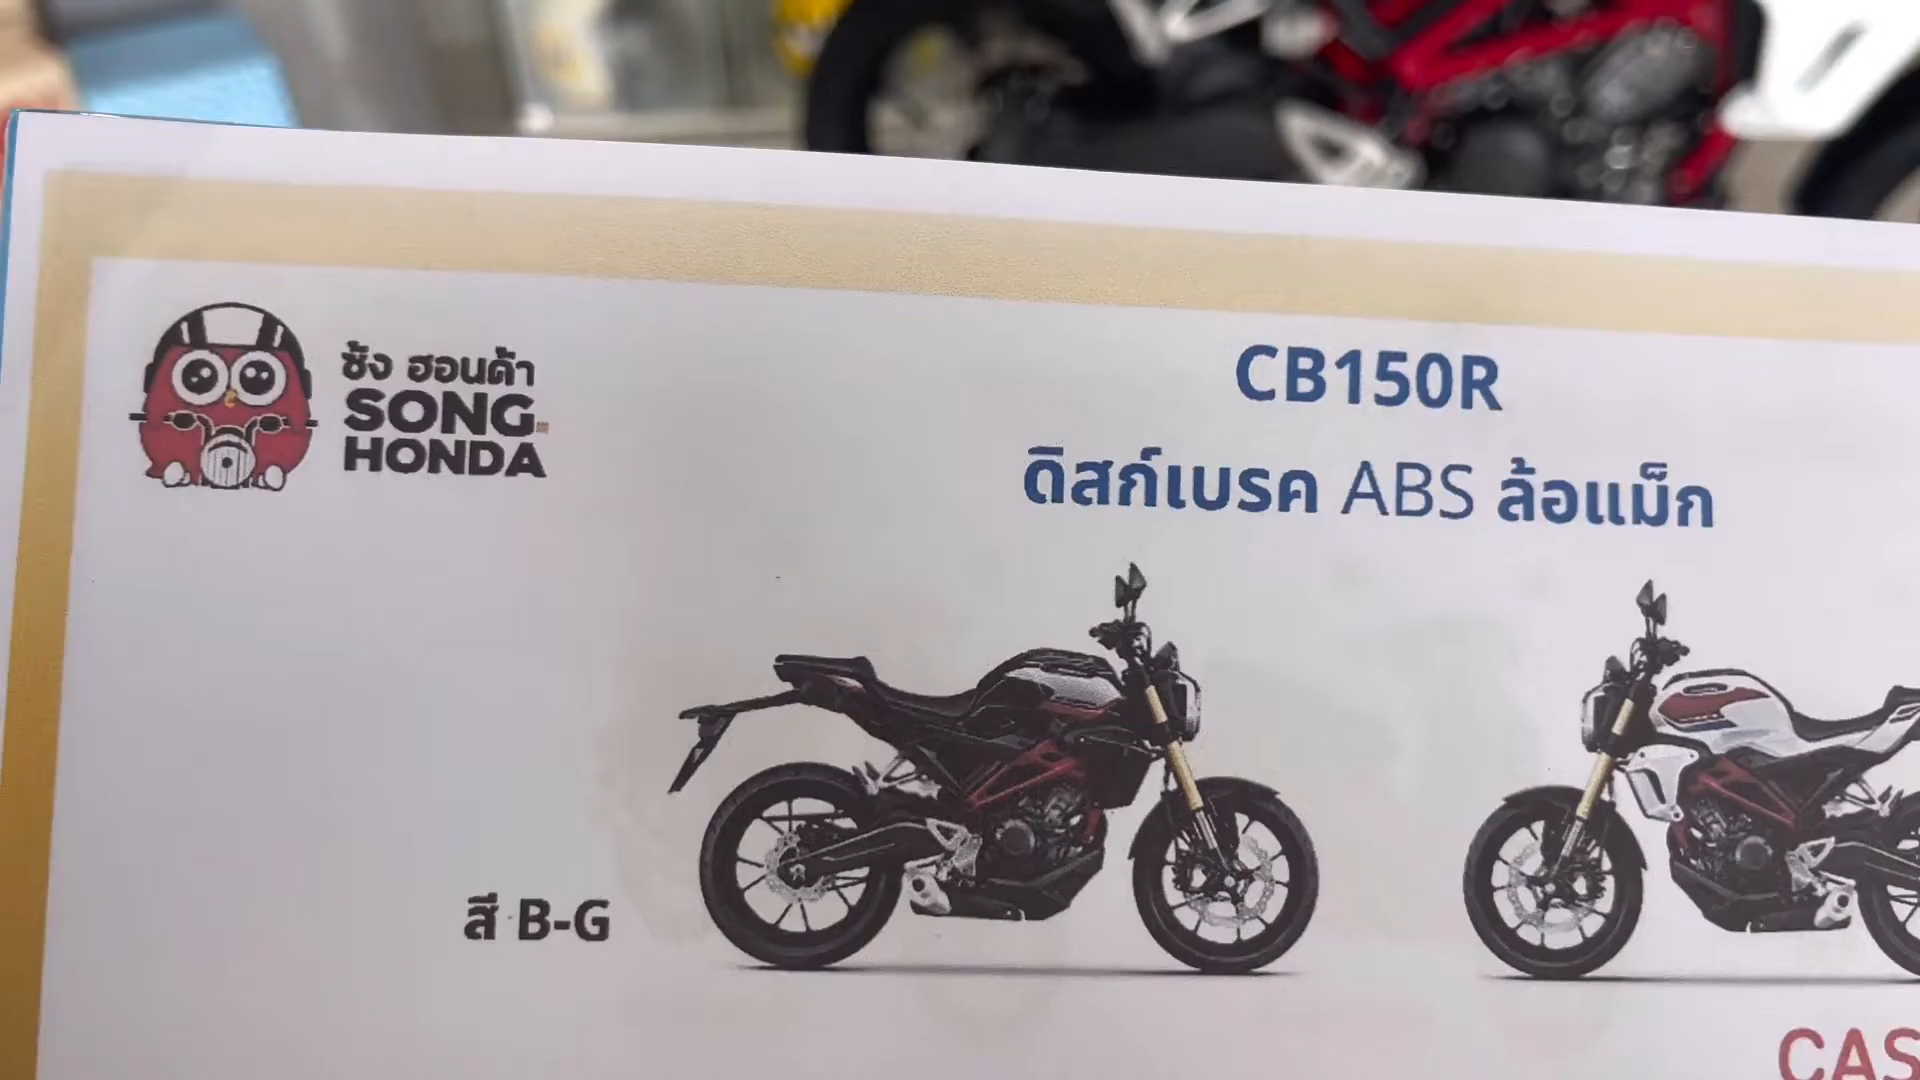 ซ้ง ฮอนด้า
SONG
HONDA
CB150R
ดิสก์เบรค ABS ล้อแม็ก
สี B-G
CAS